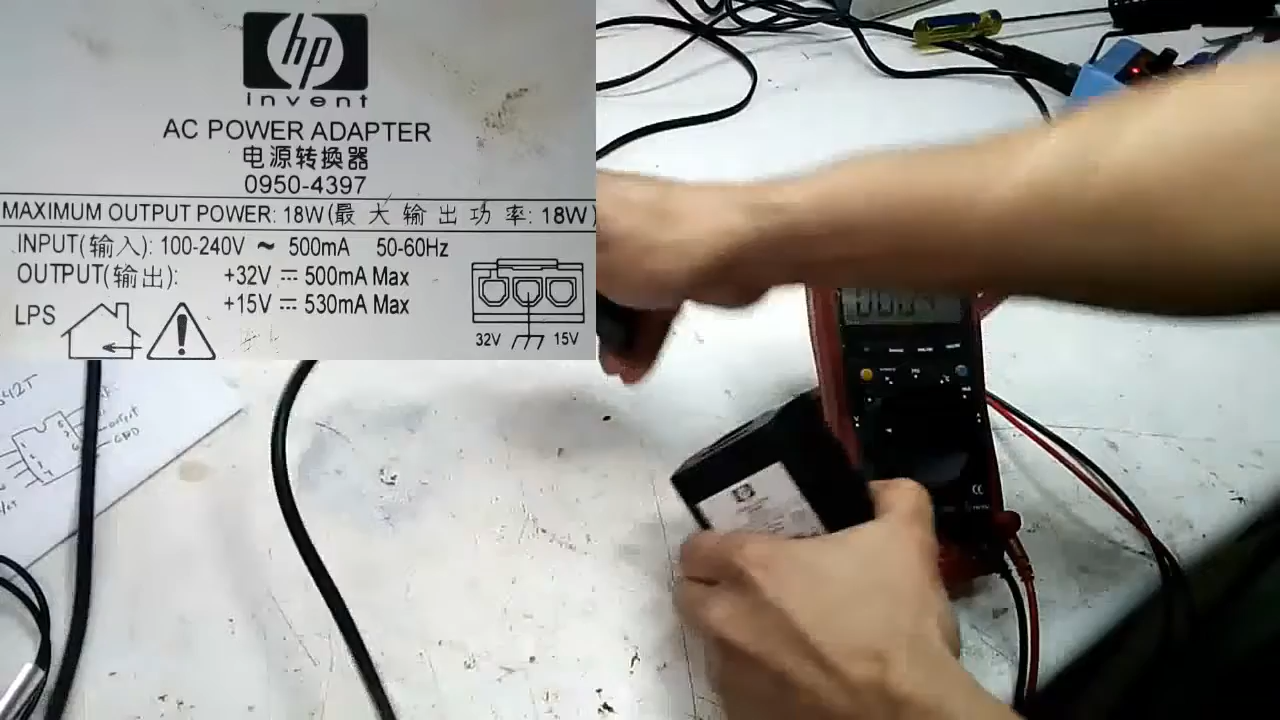 hp
invent
AC POWER ADAPTER
电源转换器
0950-4397
MAXIMUM OUTPUT POWER: 18W(最大输出功率: 18W)
INPUT(输入): 100-240V ~ 500mA 50-60Hz
OUTPUT(输出): +32V ⎓ 500mA Max
+15V ⎓ 530mA Max
LPS
32V 15V
output
GND